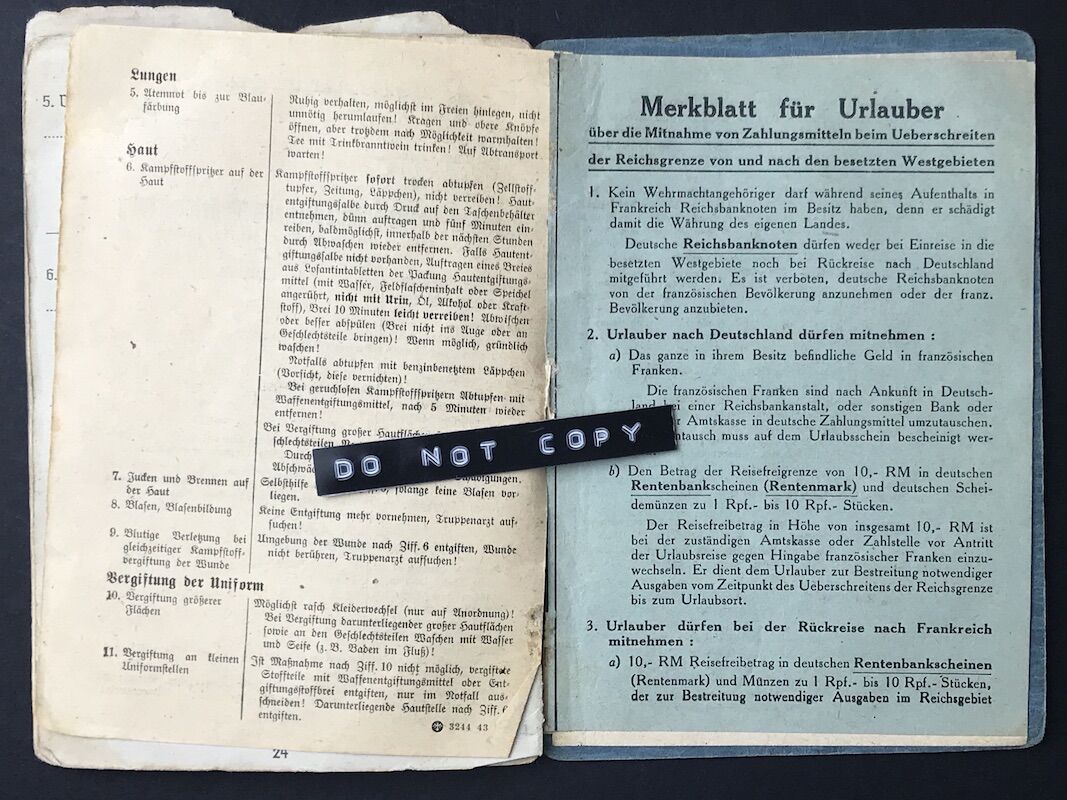 5.
6.
Lungen
5. Atemnot bis zur Blau-
färbung
Ruhig verhalten, möglichst im Freien hinlegen, nicht
unnötig herumlaufen! Kragen und obere Knöpfe
öffnen, aber trotzdem nach Möglichkeit warmhalten!
Tee mit Trinkbranntwein trinken! Auf Abtransport
warten!
Haut
6. Kampfstoffspritzer auf der
Haut
Kampfstoffspritzer sofort trocken abtupfen (Zellstoff-
tupfer, Zeitung, Läppchen), nicht verreiben! Haut-
entgiftungssalbe durch Druck auf den Taschenbehälter
entnehmen, dünn auftragen und fünf Minuten ein-
reiben, baldmöglichst, innerhalb der nächsten Stunden
durch Abwaschen wieder entfernen. Falls Hautent-
giftungssalbe nicht vorhanden, Auftragen eines Breies
aus Losantintabletten der Packung Hautentgiftungs-
mittel (mit Wasser, Feldflascheninhalt oder Speichel
angerührt, nicht mit Urin, Öl, Alkohol oder Kraft-
stoff), Brei 10 Minuten leicht verreiben! Abwischen
oder besser abspülen (Brei nicht ins Auge oder an
Geschlechtsteile bringen)! Wenn möglich, gründlich
waschen!
Notfalls abtupfen mit benzinbenetztem Läppchen
(Vorsicht, diese vernichten)!
Bei geruchlosen Kampfstoffspritzern Abtupfen mit
Waffenentgiftungsmittel, nach 5 Minuten wieder
entfernen!
Bei Vergiftung großer Hautflächen
schlechtsteilen
Durch
7. Jucken und Brennen auf
der Haut
Selbsthilfe solange keine Blasen vor-
liegen.
8. Blasen, Blasenbildung
Keine Entgiftung mehr vornehmen, Truppenarzt auf-
suchen!
9. Blutige Verletzung bei
gleichzeitiger Kampfstoff-
vergiftung der Wunde
Umgebung der Wunde nach Ziff. 6 entgiften, Wunde
nicht berühren, Truppenarzt aufsuchen!
Vergiftung der Uniform
10. Vergiftung größerer
Flächen
Möglichst rasch Kleiderwechsel (nur auf Anordnung)!
Bei Vergiftung darunterliegender großer Hautflächen
sowie an den Geschlechtsteilen Waschen mit Wasser
und Seife (z. B. Baden im Fluß)!
11. Vergiftung an kleinen
Uniformstellen
Ist Maßnahme nach Ziff. 10 nicht möglich, vergiftete
Stoffteile mit Waffenentgiftungsmittel oder Ent-
giftungsstoffbrei entgiften, nur im Notfall aus-
schneiden! Darunterliegende Hautstelle nach Ziff. 6
entgiften.
3244 43
24
DO NOT COPY
Merkblatt für Urlauber
über die Mitnahme von Zahlungsmitteln beim Ueberschreiten
der Reichsgrenze von und nach den besetzten Westgebieten
1. Kein Wehrmachtangehöriger darf während seines Aufenthalts in
Frankreich Reichsbanknoten im Besitz haben, denn er schädigt
damit die Währung des eigenen Landes.
Deutsche Reichsbanknoten dürfen weder bei Einreise in die
besetzten Westgebiete noch bei Rückreise nach Deutschland
mitgeführt werden. Es ist verboten, deutsche Reichsbanknoten
von der französischen Bevölkerung anzunehmen oder der franz.
Bevölkerung anzubieten.
2. Urlauber nach Deutschland dürfen mitnehmen :
a) Das ganze in ihrem Besitz befindliche Geld in französischen
Franken.
Die französischen Franken sind nach Ankunft in Deutsch-
land bei einer Reichsbankanstalt, oder sonstigen Bank oder
Amtskasse in deutsche Zahlungsmittel umzutauschen.
muss auf dem Urlaubsschein bescheinigt wer-
b) Den Betrag der Reisefreigrenze von 10,- RM in deutschen
Rentenbankscheinen (Rentenmark) und deutschen Schei-
demünzen zu 1 Rpf.- bis 10 Rpf.- Stücken.
Der Reisefreibetrag in Höhe von insgesamt 10,- RM ist
bei der zuständigen Amtskasse oder Zahlstelle vor Antritt
der Urlaubsreise gegen Hingabe französischer Franken einzu-
wechseln. Er dient dem Urlauber zur Bestreitung notwendiger
Ausgaben vom Zeitpunkt des Ueberschreitens der Reichsgrenze
bis zum Urlaubsort.
3. Urlauber dürfen bei der Rückreise nach Frankreich
mitnehmen :
a) 10,- RM Reisefreibetrag in deutschen Rentenbankscheinen
(Rentenmark) und Münzen zu 1 Rpf.- bis 10 Rpf.- Stücken,
der zur Bestreitung notwendiger Ausgaben im Reichsgebiet